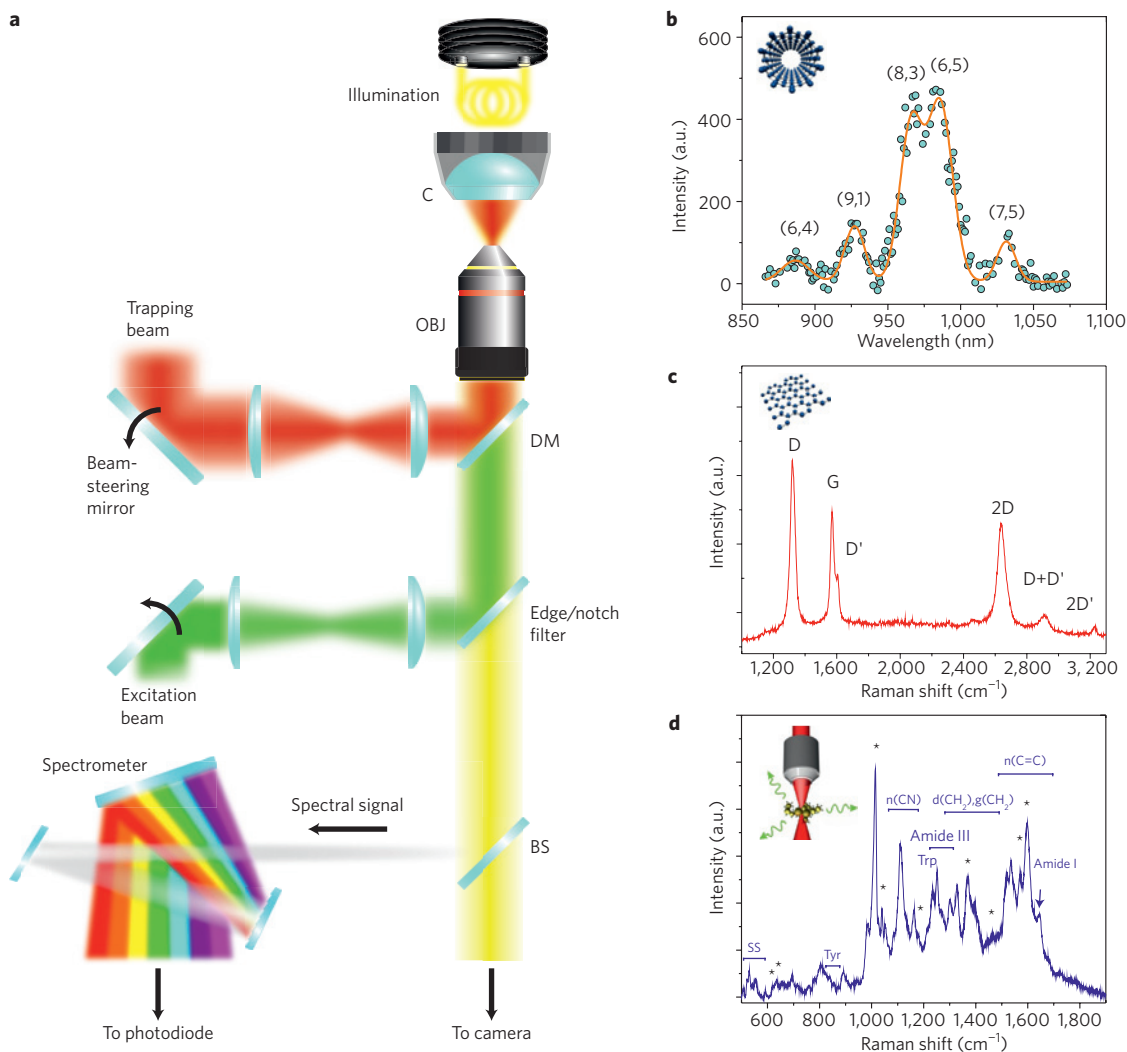 a
Illumination
C
OBJ
Trapping
beam
DM
Beam-
steering
mirror
Edge/notch
filter
Excitation
beam
Spectrometer
Spectral signal
BS
To photodiode
To camera
b
600
400
200
0
Intensity (a.u.)
(6,4)
(9,1)
(8,3)
(6,5)
(7,5)
850 900 950 1,000 1,050 1,100
Wavelength (nm)
c
Intensity (a.u.)
D
G
D'
2D
D+D'
2D'
1,200 1,600 2,000 2,400 2,800 3,200
Raman shift (cm⁻¹)
d
Intensity (a.u.)
n(C=C)
n(CN)
d(CH₂),g(CH₂)
Amide III
Trp
Amide I
SS
Tyr
* * * * * * * * * *
600 800 1,000 1,200 1,400 1,600 1,800
Raman shift (cm⁻¹)